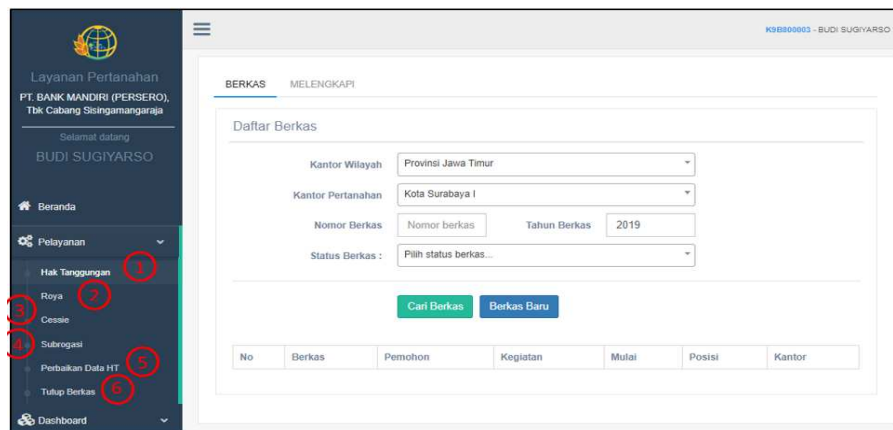 K9B800003 - BUDI SUGIYARSO
Layanan Pertanahan
PT. BANK MANDIRI (PERSERO),
Tbk Cabang Sisingamangaraja
Selamat datang
BUDI SUGIYARSO
Beranda
Pelayanan
Hak Tanggungan 1
Roya 2
3 Cessie
4 Subrogasi
Perbaikan Data HT 5
Tutup Berkas 6
Dashboard
BERKAS MELENGKAPI
Daftar Berkas
Kantor Wilayah Provinsi Jawa Timur
Kantor Pertanahan Kota Surabaya I
Nomor Berkas Nomor berkas Tahun Berkas 2019
Status Berkas : Pilih status berkas...
Cari Berkas Berkas Baru
No Berkas Pemohon Kegiatan Mulai Posisi Kantor